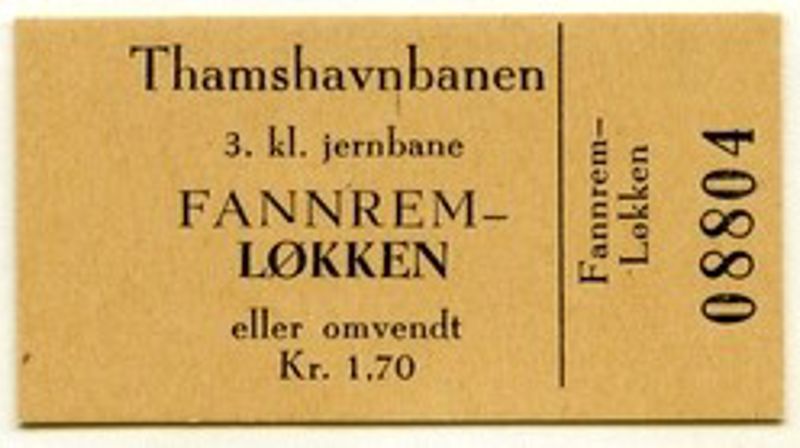 Thamshavnbanen
3. kl. jernbane
FANNREM–
LØKKEN
eller omvendt
Kr. 1.70
Fannrem–
Løkken
08804